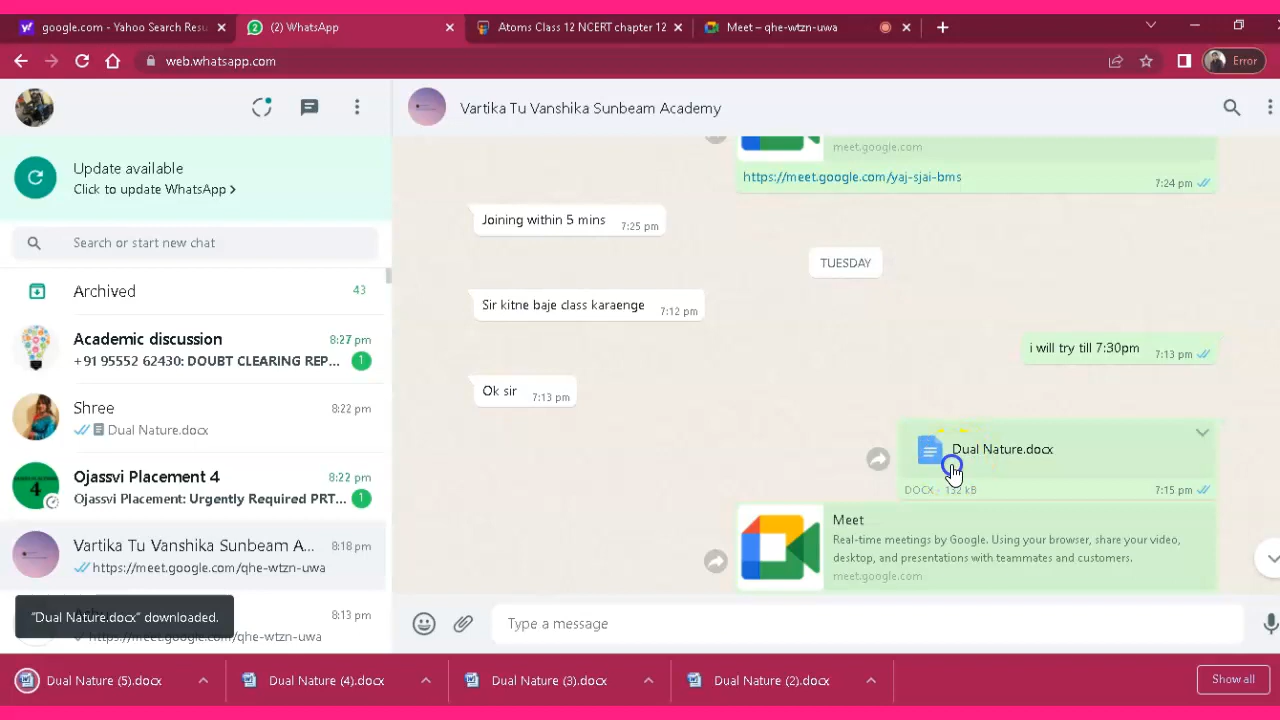 google.com - Yahoo Search Resu
(2) WhatsApp
Atoms Class 12 NCERT chapter 12
Meet – qhe-wtzn-uwa
web.whatsapp.com
Error
Vartika Tu Vanshika Sunbeam Academy
Update available
Click to update WhatsApp
Search or start new chat
Archived
43
Academic discussion
8:27 pm
+91 95552 62430: DOUBT CLEARING REP...
1
Shree
8:22 pm
Dual Nature.docx
Ojassvi Placement 4
8:22 pm
Ojassvi Placement: Urgently Required PRT...
1
Vartika Tu Vanshika Sunbeam A...
8:18 pm
https://meet.google.com/qhe-wtzn-uwa
8:13 pm
https://meet.google.com/qhe-wtzn-uwa
"Dual Nature.docx" downloaded.
meet.google.com
https://meet.google.com/yaj-sjai-bms
7:24 pm
Joining within 5 mins
7:25 pm
TUESDAY
Sir kitne baje class karaenge
7:12 pm
i will try till 7:30pm
7:13 pm
Ok sir
7:13 pm
Dual Nature.docx
DOCX · 132 kB
7:15 pm
Meet
Real-time meetings by Google. Using your browser, share your video,
desktop, and presentations with teammates and customers.
meet.google.com
Type a message
Dual Nature (5).docx
Dual Nature (4).docx
Dual Nature (3).docx
Dual Nature (2).docx
Show all